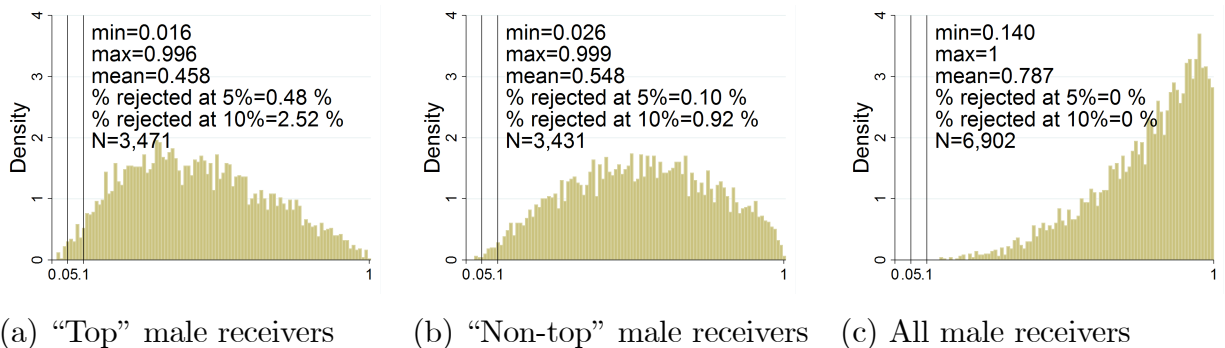 4
3
2
1
0
Density
min=0.016
max=0.996
mean=0.458
% rejected at 5%=0.48 %
% rejected at 10%=2.52 %
N=3,471
0.05.1
1
(a) “Top” male receivers
4
3
2
1
0
Density
min=0.026
max=0.999
mean=0.548
% rejected at 5%=0.10 %
% rejected at 10%=0.92 %
N=3,431
0.05.1
1
(b) “Non-top” male receivers
4
3
2
1
0
Density
min=0.140
max=1
mean=0.787
% rejected at 5%=0 %
% rejected at 10%=0 %
N=6,902
0.05.1
1
(c) All male receivers